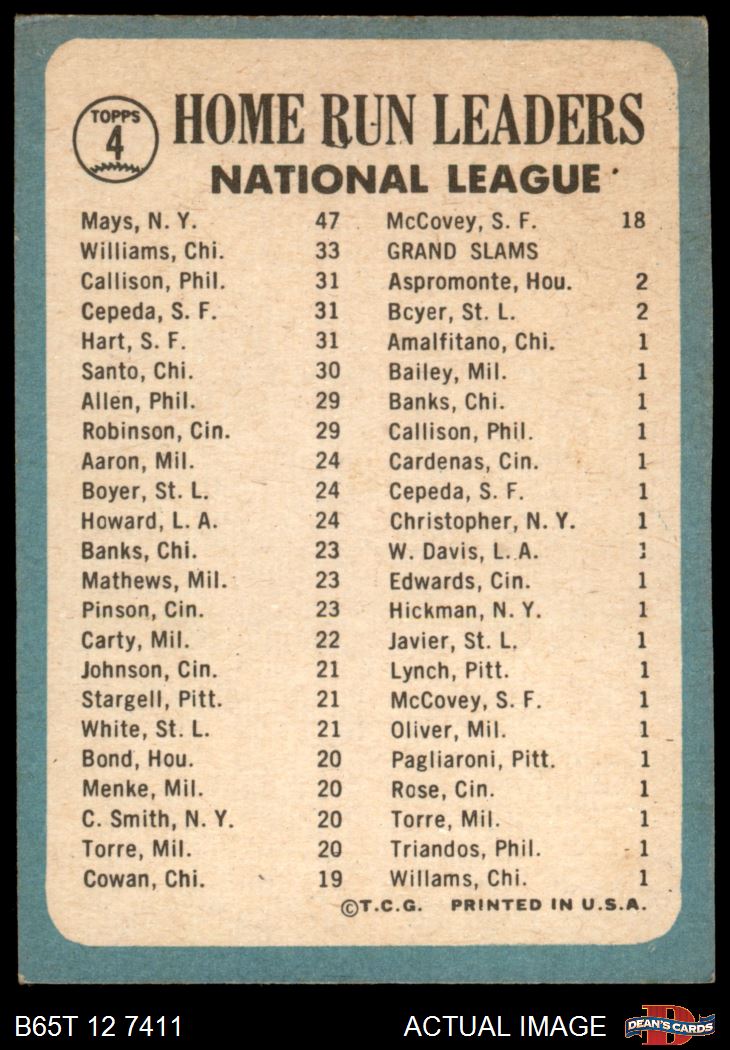 TOPPS
4
HOME RUN LEADERS
NATIONAL LEAGUE
Mays, N. Y. 47
Williams, Chi. 33
Callison, Phil. 31
Cepeda, S. F. 31
Hart, S. F. 31
Santo, Chi. 30
Allen, Phil. 29
Robinson, Cin. 29
Aaron, Mil. 24
Boyer, St. L. 24
Howard, L. A. 24
Banks, Chi. 23
Mathews, Mil. 23
Pinson, Cin. 23
Carty, Mil. 22
Johnson, Cin. 21
Stargell, Pitt. 21
White, St. L. 21
Bond, Hou. 20
Menke, Mil. 20
C. Smith, N. Y. 20
Torre, Mil. 20
Cowan, Chi. 19
McCovey, S. F. 18
GRAND SLAMS
Aspromonte, Hou. 2
Boyer, St. L. 2
Amalfitano, Chi. 1
Bailey, Mil. 1
Banks, Chi. 1
Callison, Phil. 1
Cardenas, Cin. 1
Cepeda, S. F. 1
Christopher, N. Y. 1
W. Davis, L. A. 1
Edwards, Cin. 1
Hickman, N. Y. 1
Javier, St. L. 1
Lynch, Pitt. 1
McCovey, S. F. 1
Oliver, Mil. 1
Pagliaroni, Pitt. 1
Rose, Cin. 1
Torre, Mil. 1
Triandos, Phil. 1
Willams, Chi. 1
©T.C.G. PRINTED IN U.S.A.
B65T 12 7411 ACTUAL IMAGE
D
DEAN'S CARDS